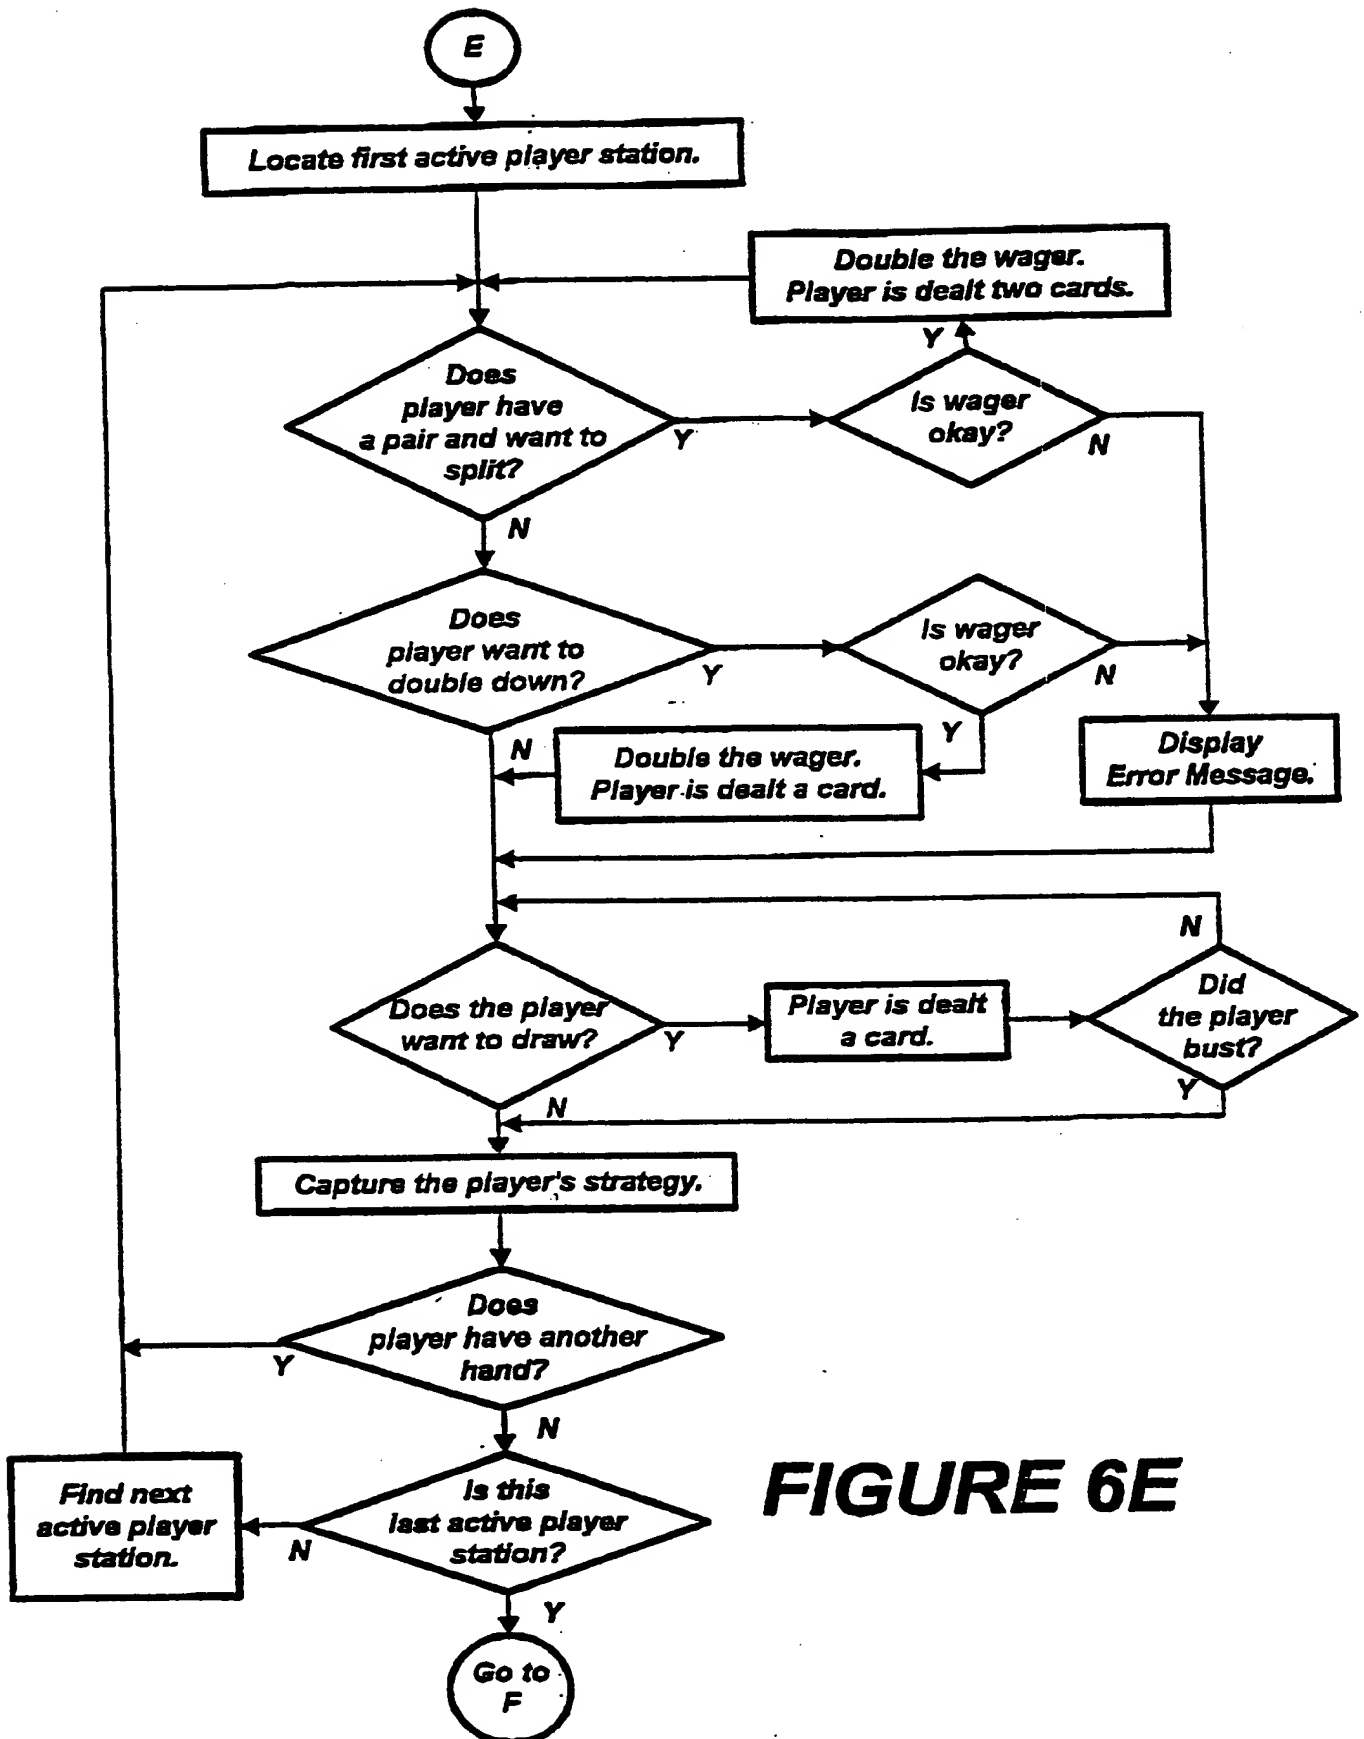 E
Locate first active player station.
Double the wager.
Player is dealt two cards.
Y
Does
player have
a pair and want to
split?
Y
Is wager
okay?
N
N
Does
player want to
double down?
Y
Is wager
okay?
N
Y
N
Double the wager.
Player is dealt a card.
Display
Error Message.
N
Does the player
want to draw?
Y
Player is dealt
a card.
Did
the player
bust?
Y
N
Capture the player's strategy.
Does
player have another
hand?
Y
N
Find next
active player
station.
Is this
last active player
station?
N
Y
Go to
F
FIGURE 6E